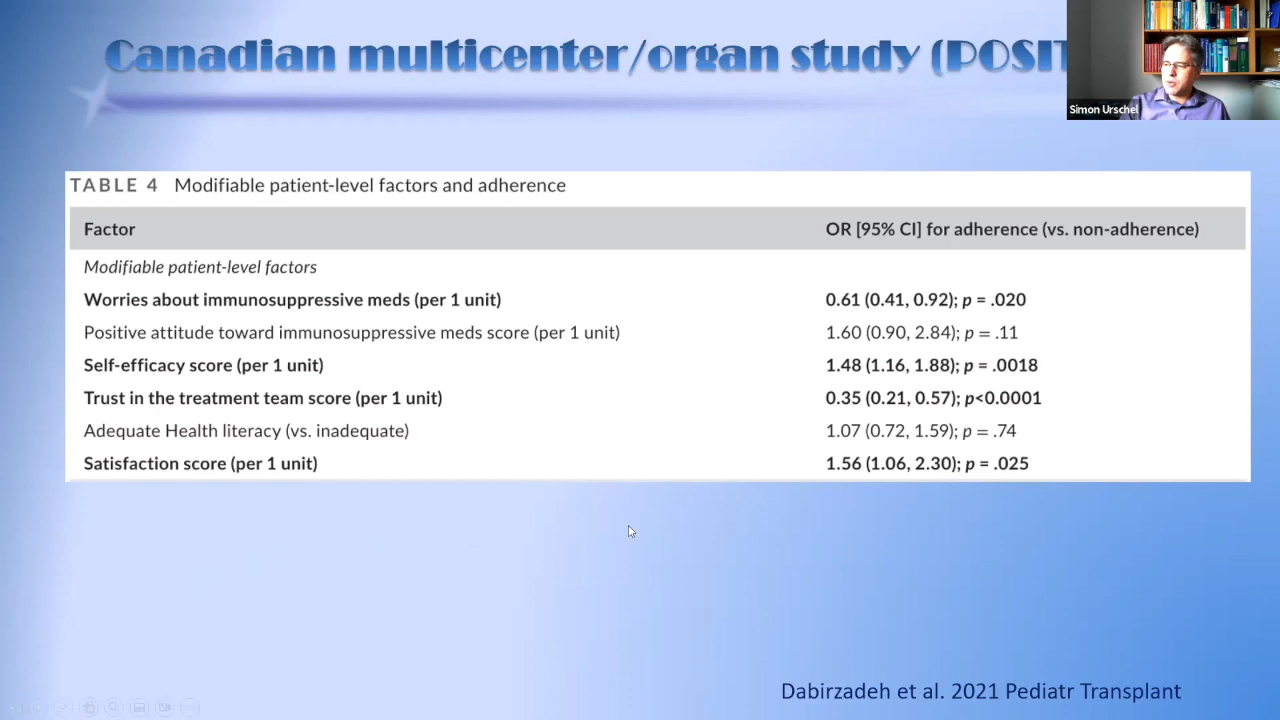 Canadian multicenter/organ study (POSIT
Simon Urschel
TABLE 4 Modifiable patient-level factors and adherence
Factor OR [95% CI] for adherence (vs. non-adherence)
Modifiable patient-level factors
Worries about immunosuppressive meds (per 1 unit) 0.61 (0.41, 0.92); p = .020
Positive attitude toward immunosuppressive meds score (per 1 unit) 1.60 (0.90, 2.84); p = .11
Self-efficacy score (per 1 unit) 1.48 (1.16, 1.88); p = .0018
Trust in the treatment team score (per 1 unit) 0.35 (0.21, 0.57); p<0.0001
Adequate Health literacy (vs. inadequate) 1.07 (0.72, 1.59); p = .74
Satisfaction score (per 1 unit) 1.56 (1.06, 2.30); p = .025
Dabirzadeh et al. 2021 Pediatr Transplant